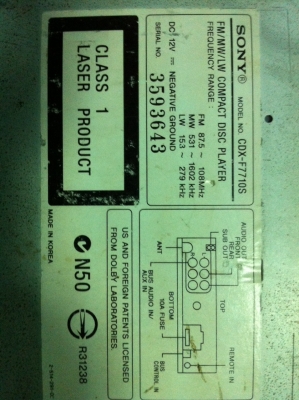 SONY® MODEL NO. CDX-F7710S
FM/MW/LW COMPACT DISC PLAYER
FREQUENCY RANGE :
FM 87.5 ~ 108MHz
MW 531 ~ 1602 kHz
LW 153 ~ 279 kHz
DC 12V NEGATIVE GROUND
SERIAL NO. 3593643
CLASS 1
LASER PRODUCT
AUDIO OUT
FRONT
REAR
SUB OUT
TOP
REMOTE IN
ANT
BUS AUDIO IN/
AUX IN
BOTTOM
10A FUSE
BUS
CONTROL IN
US AND FOREIGN PATENTS LICENSED
FROM DOLBY LABORATORIES.
N50
R31238
MADE IN KOREA